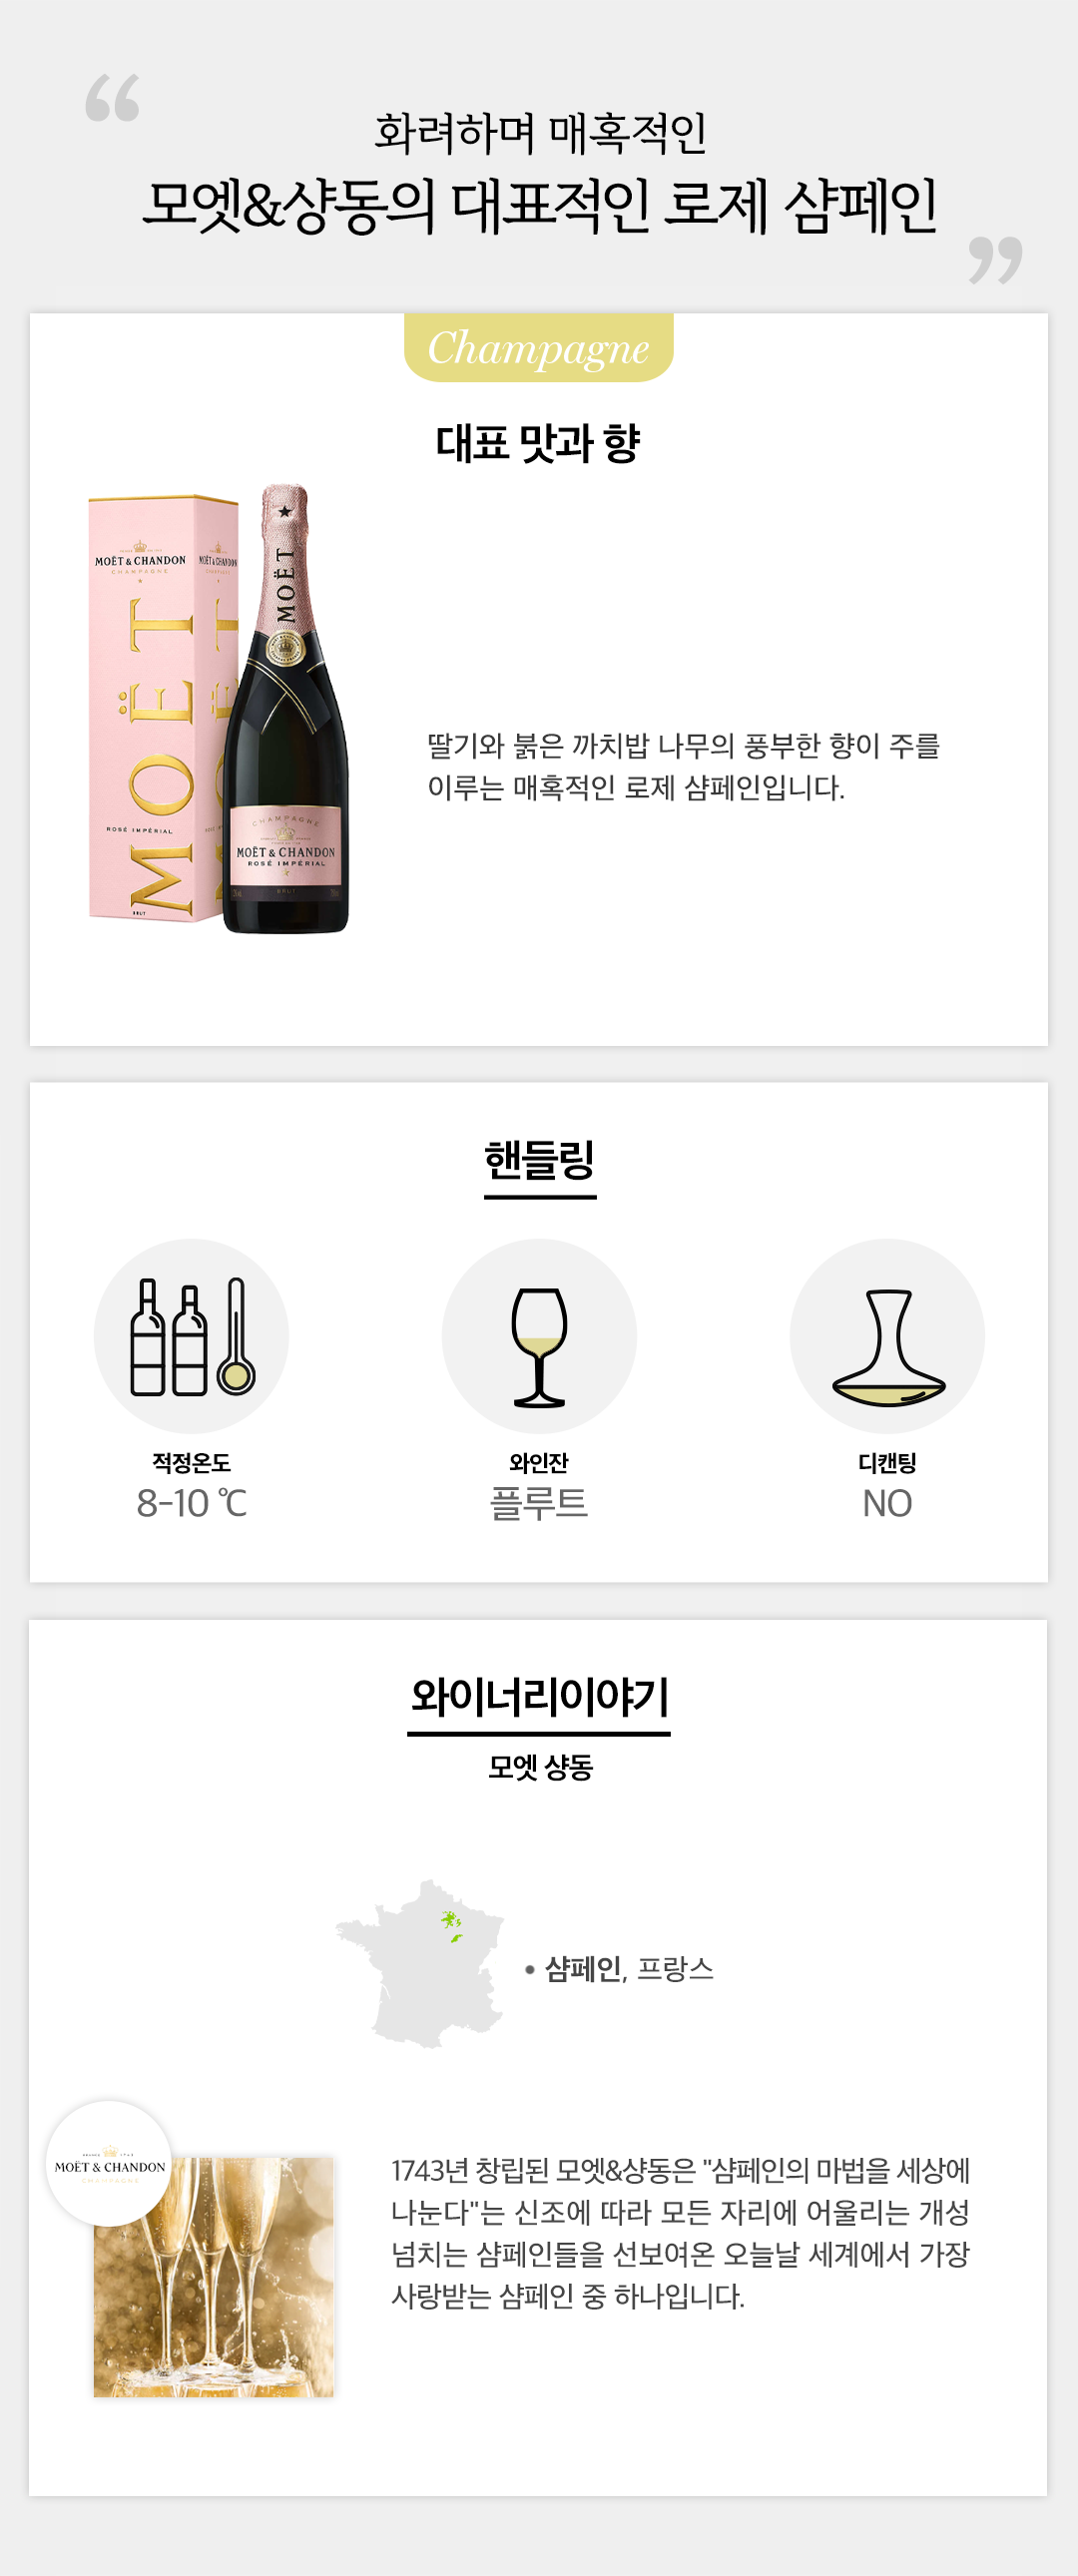 “
화려하며 매혹적인
모엣&샹동의 대표적인 로제 샴페인
”
Champagne
대표 맛과 향
MOËT & CHANDON
CHAMPAGNE
MOËT & CHANDON
MOËT
ROSÉ IMPÉRIAL
BRUT
MOËT
MOËT
CHAMPAGNE
MOËT & CHANDON
ROSÉ IMPÉRIAL
BRUT
딸기와 붉은 까치밥 나무의 풍부한 향이 주를
이루는 매혹적인 로제 샴페인입니다.
핸들링
적정온도
8-10 ℃
와인잔
플루트
디캔팅
NO
와이너리이야기
모엣 샹동
• 샴페인, 프랑스
MOËT & CHANDON
CHAMPAGNE
1743년 창립된 모엣&샹동은 "샴페인의 마법을 세상에
나눈다"는 신조에 따라 모든 자리에 어울리는 개성
넘치는 샴페인들을 선보여온 오늘날 세계에서 가장
사랑받는 샴페인 중 하나입니다.